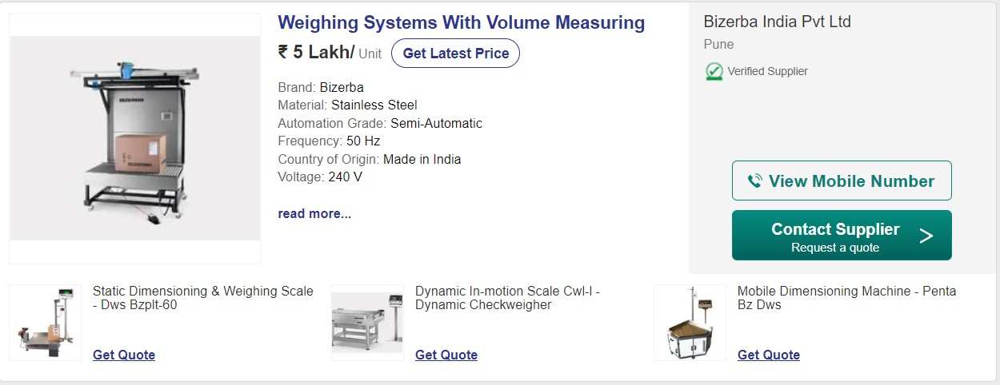 Weighing Systems With Volume Measuring
₹ 5 Lakh/ Unit Get Latest Price
Brand: Bizerba
Material: Stainless Steel
Automation Grade: Semi-Automatic
Frequency: 50 Hz
Country of Origin: Made in India
Voltage: 240 V
read more...
BIZERBA
BIZERBA
Bizerba India Pvt Ltd
Pune
Verified Supplier
View Mobile Number
Contact Supplier
Request a quote
Static Dimensioning & Weighing Scale
- Dws Bzplt-60
Get Quote
Dynamic In-motion Scale Cwl-I -
Dynamic Checkweigher
Get Quote
Mobile Dimensioning Machine - Penta
Bz Dws
Get Quote